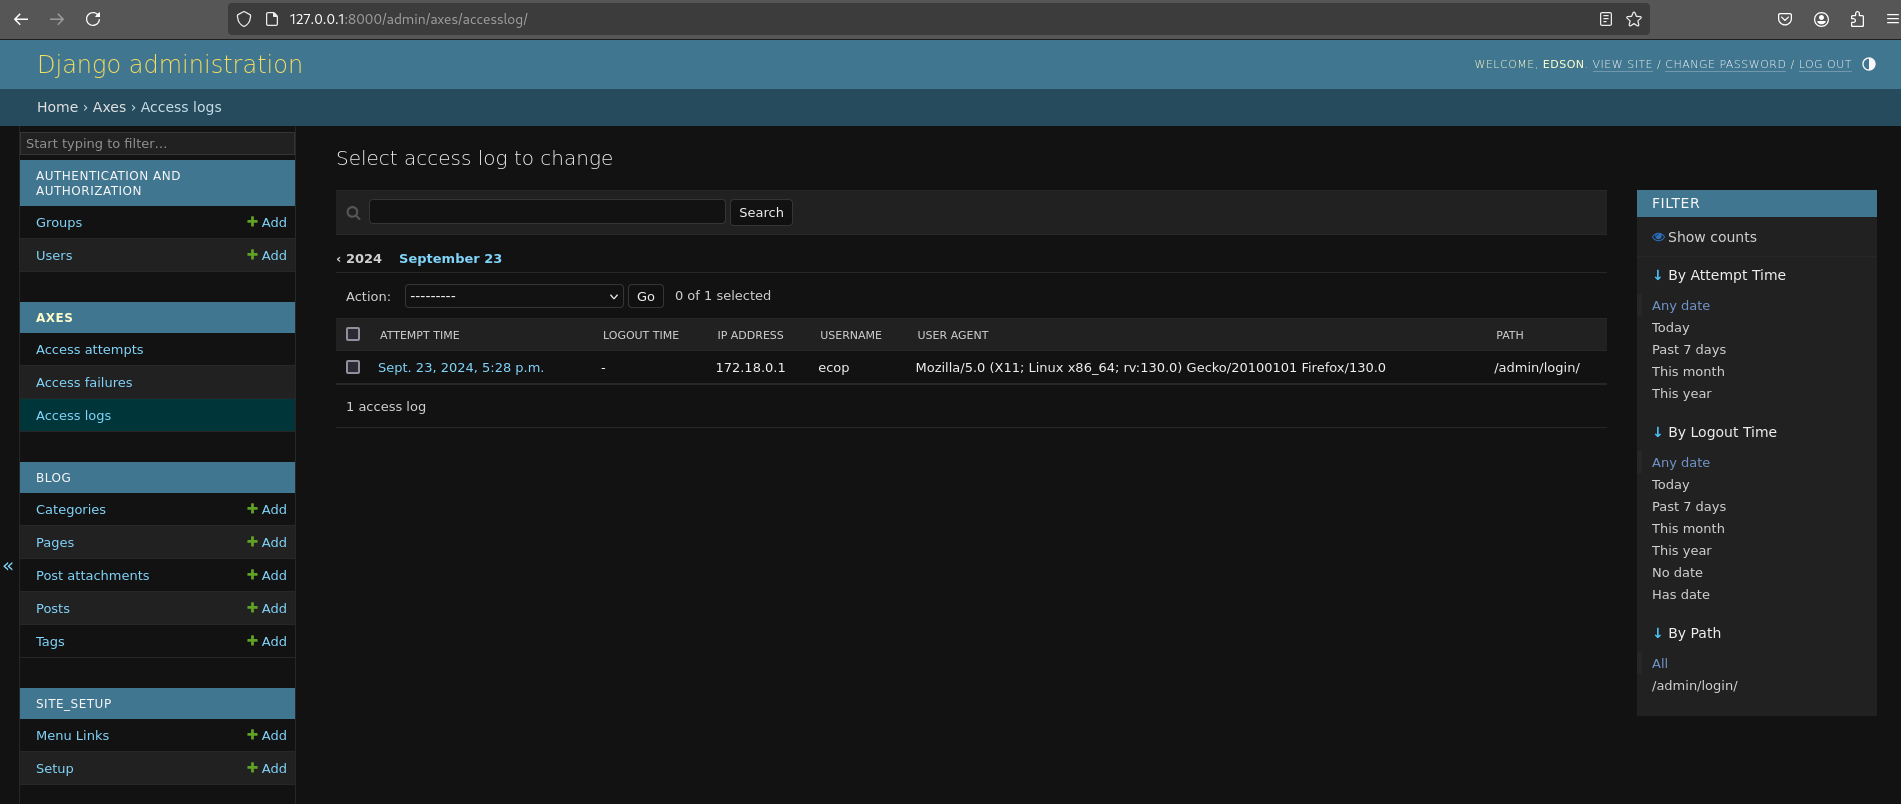 127.0.0.1:8000/admin/axes/accesslog/
Django administration
WELCOME, EDSON. VIEW SITE / CHANGE PASSWORD / LOG OUT
Home › Axes › Access logs
Start typing to filter...
AUTHENTICATION AND
AUTHORIZATION
Groups + Add
Users + Add
AXES
Access attempts
Access failures
Access logs
BLOG
Categories + Add
Pages + Add
Post attachments + Add
Posts + Add
Tags + Add
SITE_SETUP
Menu Links + Add
Setup + Add
«
Select access log to change
Search
‹ 2024 September 23
Action: --------- Go 0 of 1 selected
ATTEMPT TIME LOGOUT TIME IP ADDRESS USERNAME USER AGENT PATH
Sept. 23, 2024, 5:28 p.m. - 172.18.0.1 ecop Mozilla/5.0 (X11; Linux x86_64; rv:130.0) Gecko/20100101 Firefox/130.0 /admin/login/
1 access log
FILTER
Show counts
↓ By Attempt Time
Any date
Today
Past 7 days
This month
This year
↓ By Logout Time
Any date
Today
Past 7 days
This month
This year
No date
Has date
↓ By Path
All
/admin/login/